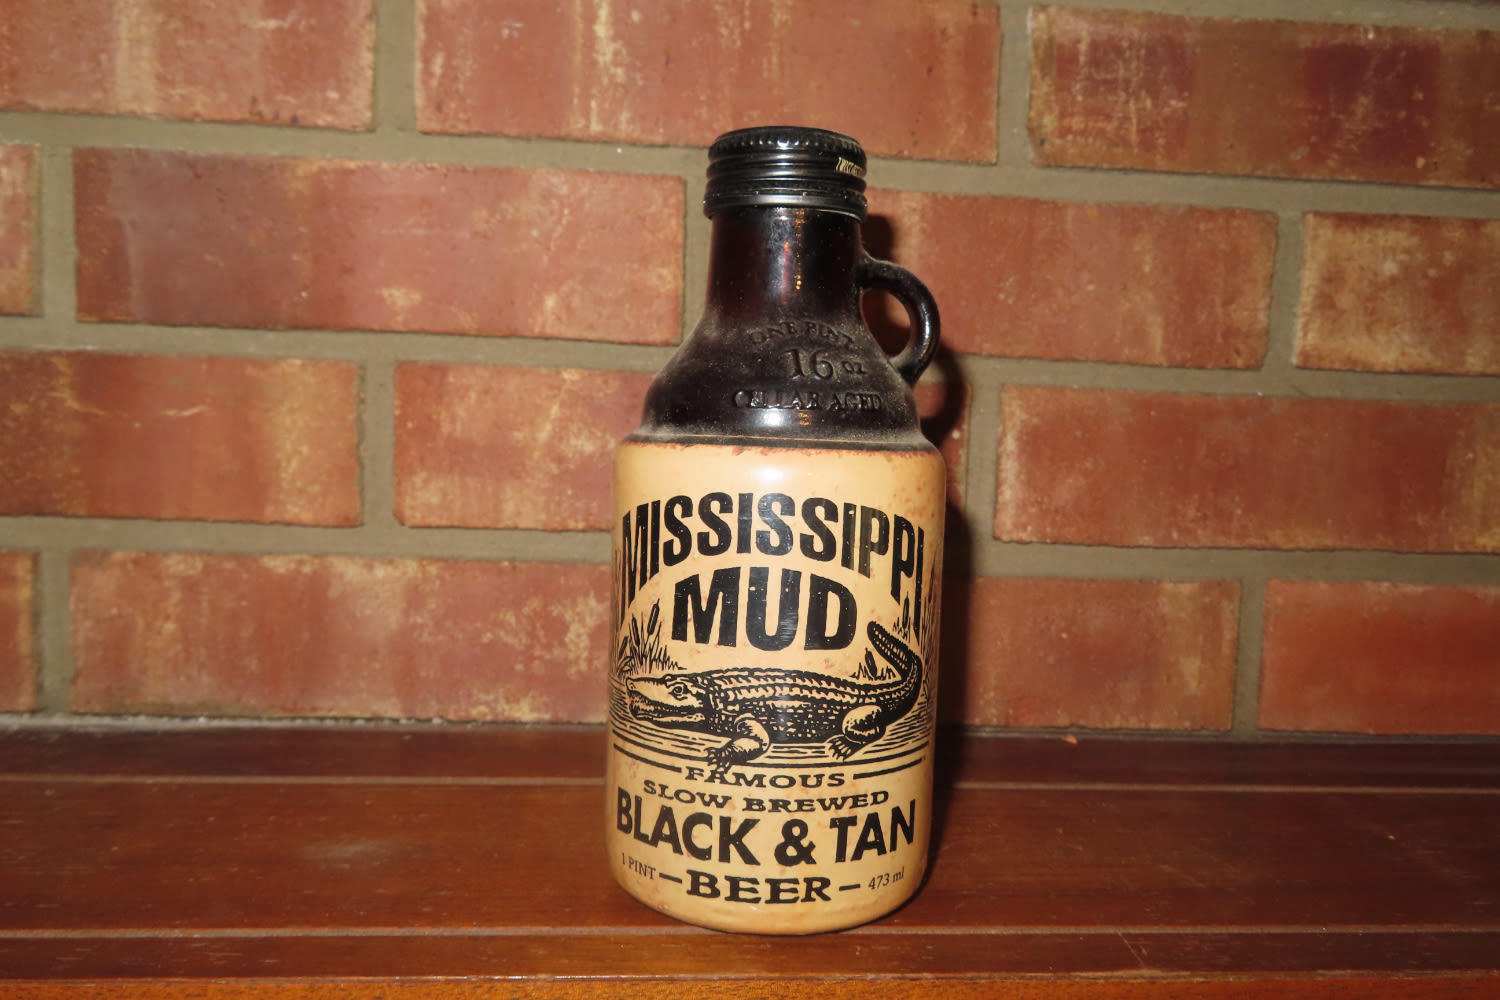 ONE PINT
16 oz
CELLAR AGED
MISSISSIPPI
MUD
FAMOUS
SLOW BREWED
BLACK & TAN
1 PINT – BEER – 473 ml